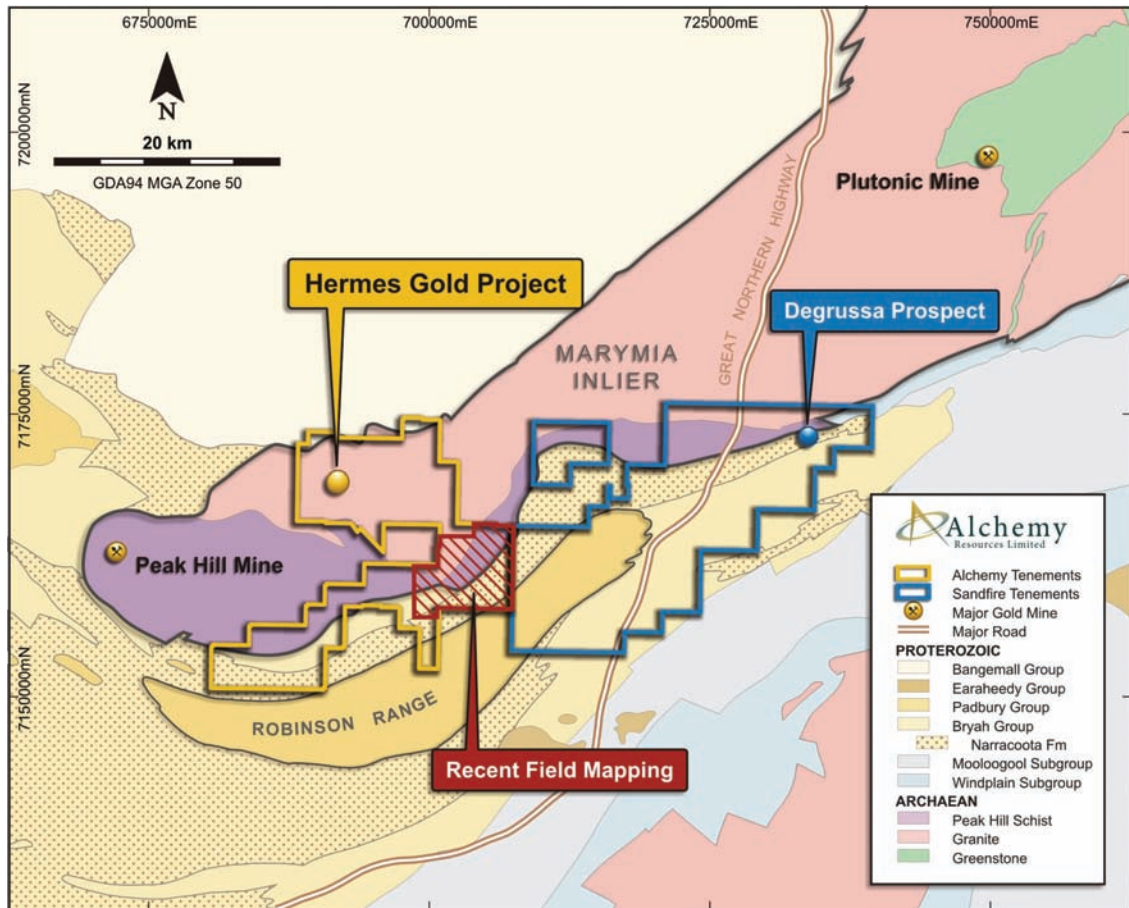 675000mE
700000mE
725000mE
750000mE
7200000mN
7175000mN
7150000mN
N
20 km
GDA94 MGA Zone 50
Plutonic Mine
GREAT NORTHERN HIGHWAY
Hermes Gold Project
Degrussa Prospect
MARYMIA
INLIER
Peak Hill Mine
ROBINSON RANGE
Recent Field Mapping
Alchemy
Resources Limited
Alchemy Tenements
Sandfire Tenements
Major Gold Mine
Major Road
PROTEROZOIC
Bangemall Group
Earaheedy Group
Padbury Group
Bryah Group
Narracoota Fm
Mooloogool Subgroup
Windplain Subgroup
ARCHAEAN
Peak Hill Schist
Granite
Greenstone